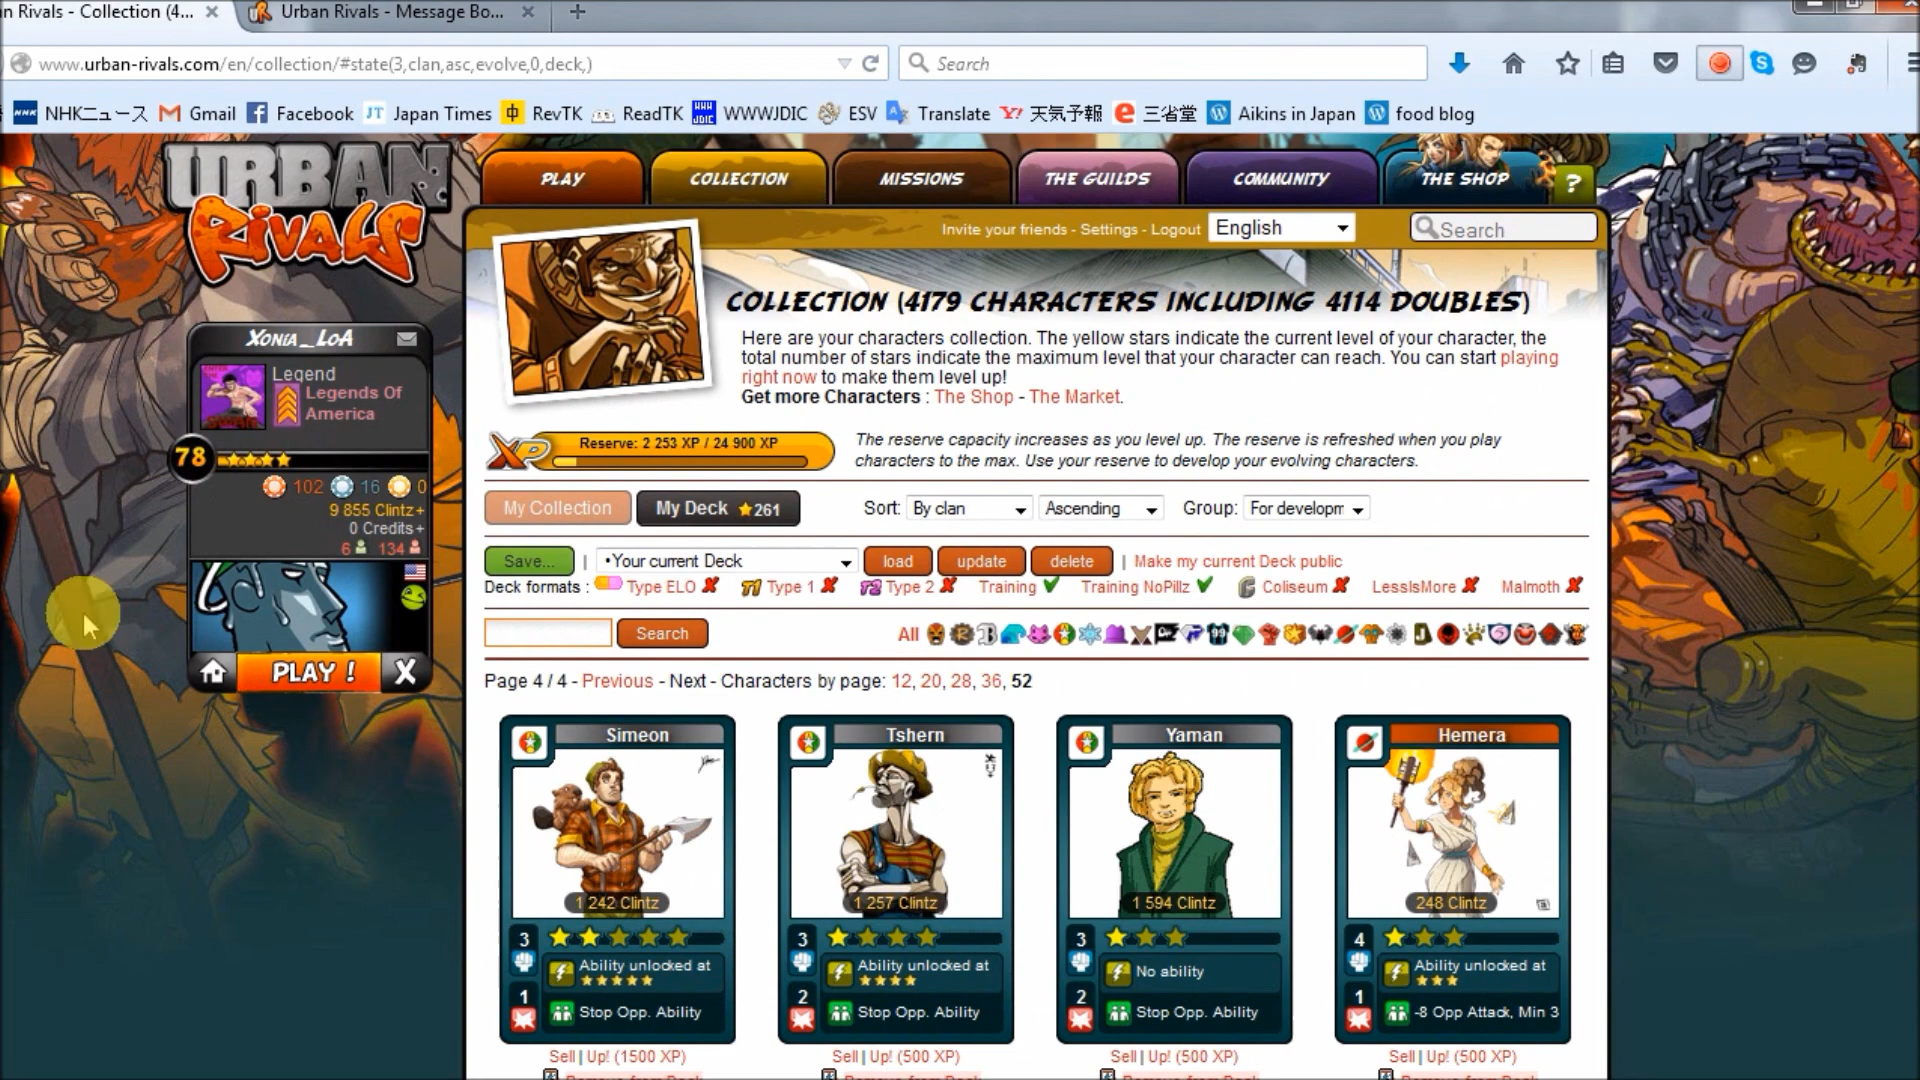 n Rivals - Collection (4...
Urban Rivals - Message Bo...
www.urban-rivals.com/en/collection/#state(3,clan,asc,evolve,0,deck,)
Search
NHKニュース Gmail Facebook JT Japan Times RevTK ReadTK WWWJDIC ESV Translate 天気予報 三省堂 Aikins in Japan food blog
URBAN RIVALS
PLAY COLLECTION MISSIONS THE GUILDS COMMUNITY THE SHOP ?
Invite your friends - Settings - Logout English Search
COLLECTION (4179 CHARACTERS INCLUDING 4114 DOUBLES)
Here are your characters collection. The yellow stars indicate the current level of your character, the
total number of stars indicate the maximum level that your character can reach. You can start playing
right now to make them level up!
Get more Characters : The Shop - The Market.
XONIA_LOA
Legend
Legends Of
America
78
102 16 0
9 855 Clintz+
0 Credits+
6 134
PLAY ! X
XP Reserve: 2 253 XP / 24 900 XP
The reserve capacity increases as you level up. The reserve is refreshed when you play
characters to the max. Use your reserve to develop your evolving characters.
My Collection My Deck 261 Sort: By clan Ascending Group: For developm
Save... | •Your current Deck load update delete | Make my current Deck public
Deck formats : Type ELO T1 Type 1 T2 Type 2 Training Training NoPillz Coliseum LessIsMore Malmoth
Search All
Page 4 / 4 - Previous - Next - Characters by page: 12, 20, 28, 36, 52
Simeon Tshern Yaman Hemera
1 242 Clintz 1 257 Clintz 1 594 Clintz 248 Clintz
3 3 3 4
Ability unlocked at Ability unlocked at No ability Ability unlocked at
1 2 2 1
Stop Opp. Ability Stop Opp. Ability Stop Opp. Ability -8 Opp Attack, Min 3
Sell | Up! (1500 XP) Sell | Up! (500 XP) Sell | Up! (500 XP) Sell | Up! (500 XP)